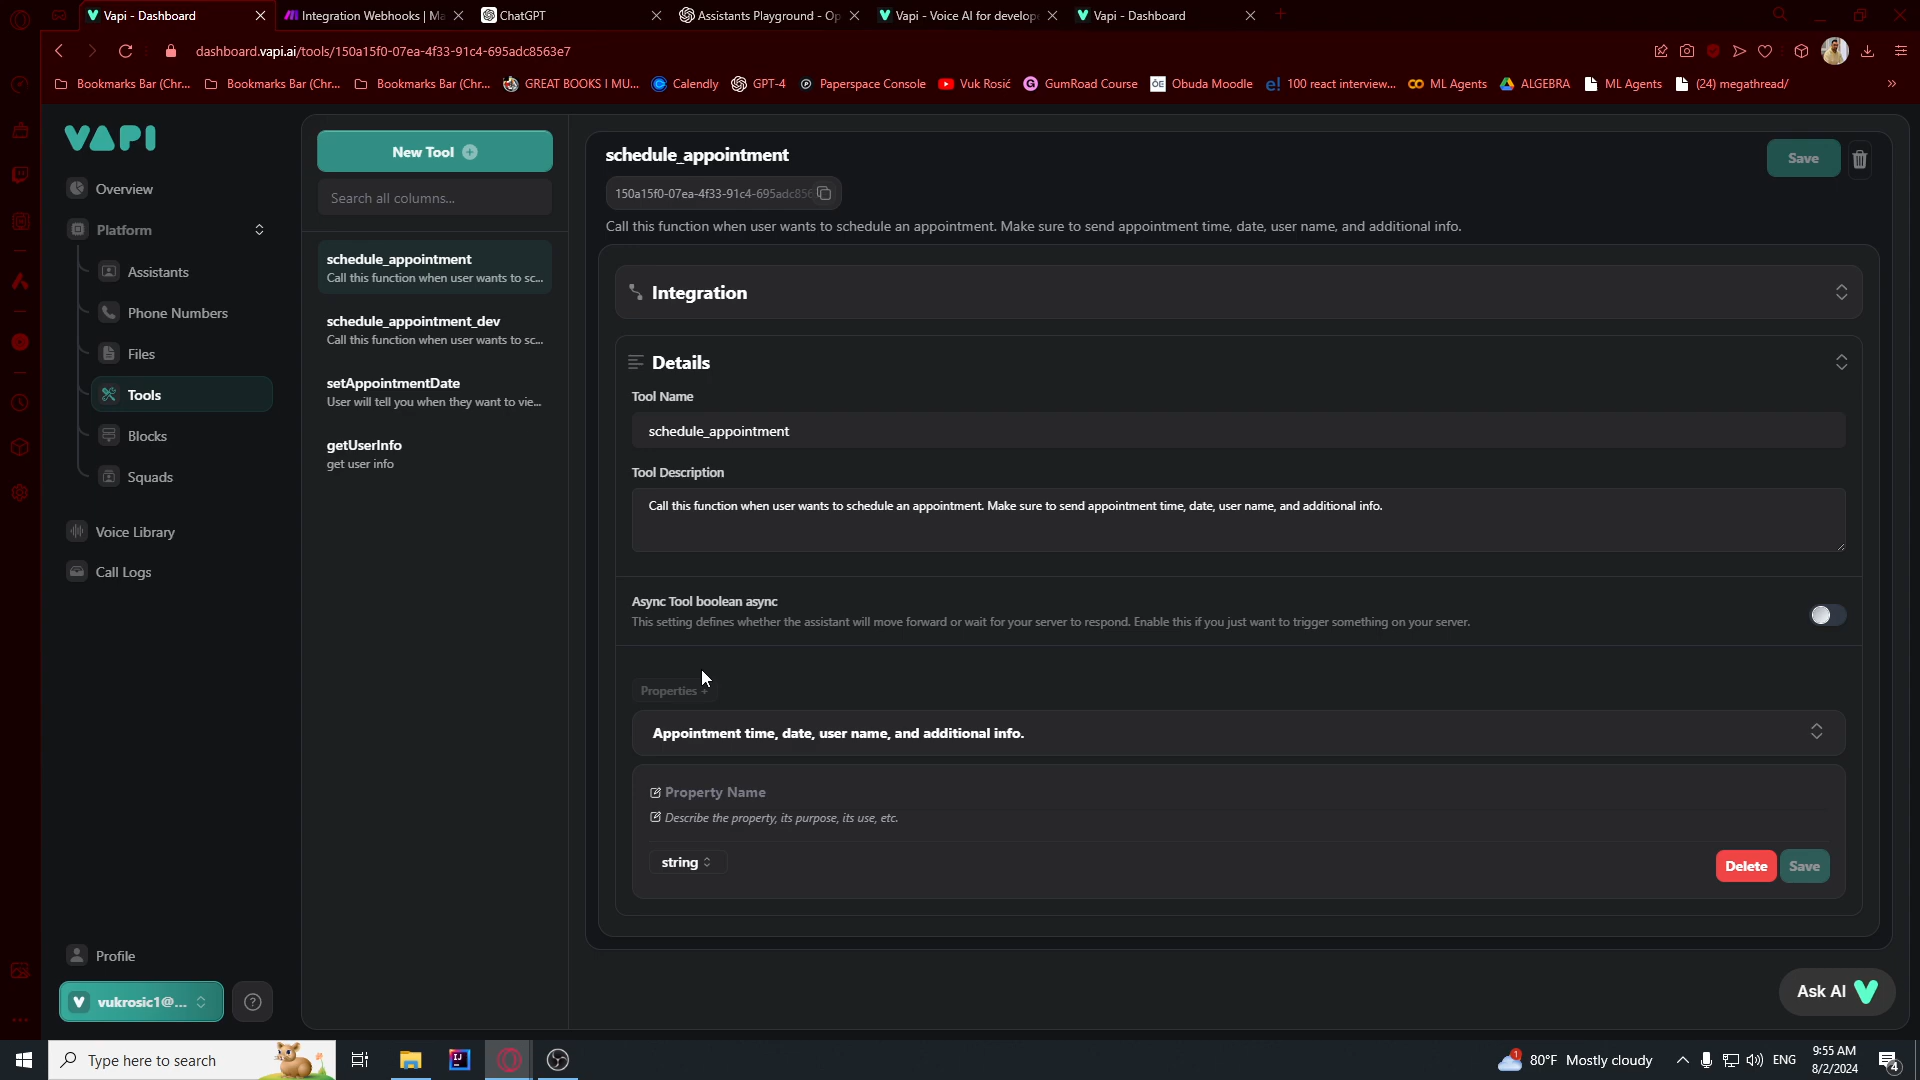 Vapi - Dashboard
Integration Webhooks | Ma
ChatGPT
Assistants Playground - Op
Vapi - Voice AI for develope
Vapi - Dashboard
dashboard.vapi.ai/tools/150a15f0-07ea-4f33-91c4-695adc8563e7
Bookmarks Bar (Chr...
Bookmarks Bar (Chr...
Bookmarks Bar (Chr...
GREAT BOOKS I MU...
Calendly
GPT-4
Paperspace Console
Vuk Rosić
GumRoad Course
Obuda Moodle
100 react interview...
ML Agents
ALGEBRA
ML Agents
(24) megathread/
VAPI
Overview
Platform
Assistants
Phone Numbers
Files
Tools
Blocks
Squads
Voice Library
Call Logs
Profile
vukrosic1@...
New Tool
Search all columns...
schedule_appointment
Call this function when user wants to sc...
schedule_appointment_dev
Call this function when user wants to sc...
setAppointmentDate
User will tell you when they want to vie...
getUserInfo
get user info
schedule_appointment
Save
150a15f0-07ea-4f33-91c4-695adc856
Call this function when user wants to schedule an appointment. Make sure to send appointment time, date, user name, and additional info.
Integration
Details
Tool Name
schedule_appointment
Tool Description
Call this function when user wants to schedule an appointment. Make sure to send appointment time, date, user name, and additional info.
Async Tool boolean async
This setting defines whether the assistant will move forward or wait for your server to respond. Enable this if you just want to trigger something on your server.
Properties +
Appointment time, date, user name, and additional info.
Property Name
Describe the property, its purpose, its use, etc.
string
Delete
Save
Ask AI
Type here to search
1
80°F Mostly cloudy
ENG
9:55 AM
8/2/2024
4